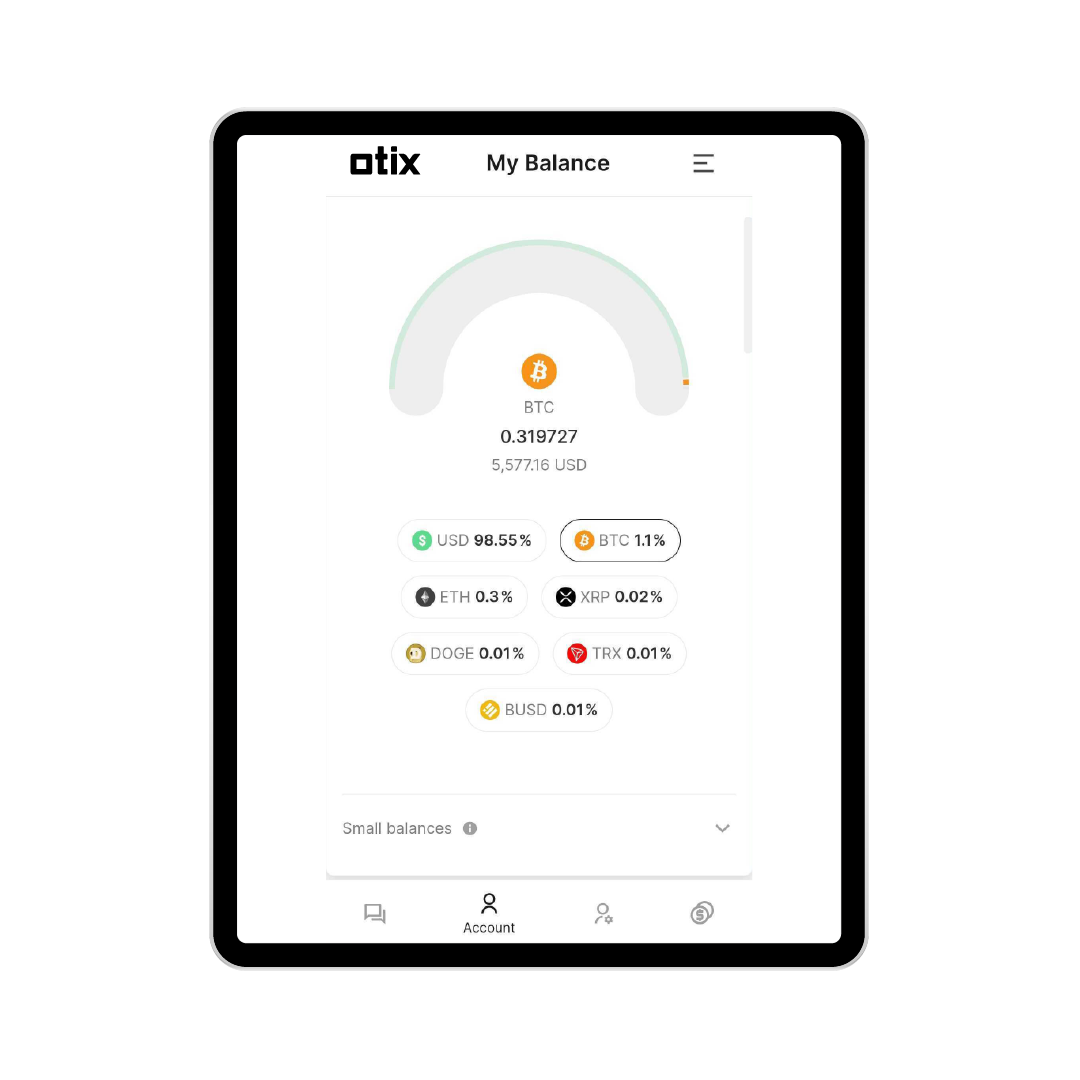 otix My Balance
BTC
0.319727
5,577.16 USD
USD 98.55% BTC 1.1%
ETH 0.3% XRP 0.02%
DOGE 0.01% TRX 0.01%
BUSD 0.01%
Small balances
Account